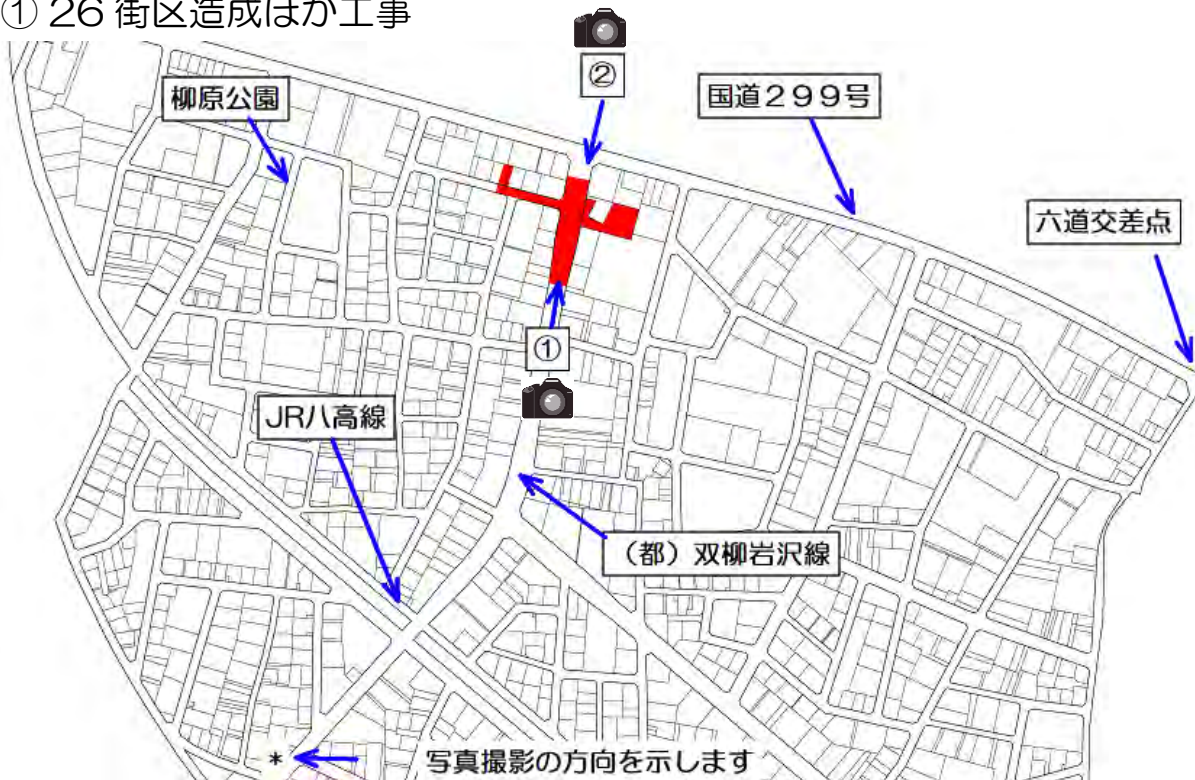 ① 26 街区造成ほか工事
②
柳原公園
国道２９９号
六道交差点
①
JR八高線
（都）双柳岩沢線
* 写真撮影の方向を示します